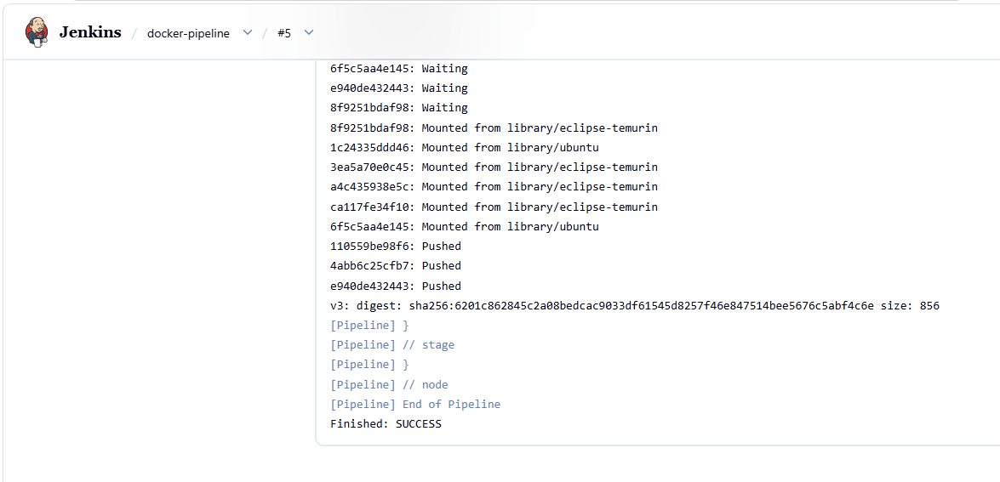 Jenkins / docker-pipeline / #5
6f5c5aa4e145: Waiting
e940de432443: Waiting
8f9251bdaf98: Waiting
8f9251bdaf98: Mounted from library/eclipse-temurin
1c24335ddd46: Mounted from library/ubuntu
3ea5a70e0c45: Mounted from library/eclipse-temurin
a4c435938e5c: Mounted from library/eclipse-temurin
ca117fe34f10: Mounted from library/eclipse-temurin
6f5c5aa4e145: Mounted from library/ubuntu
110559be98f6: Pushed
4abb6c25cfb7: Pushed
e940de432443: Pushed
v3: digest: sha256:6201c862845c2a08bedcac9033df61545d8257f46e847514bee5676c5abf4c6e size: 856
[Pipeline] }
[Pipeline] // stage
[Pipeline] }
[Pipeline] // node
[Pipeline] End of Pipeline
Finished: SUCCESS